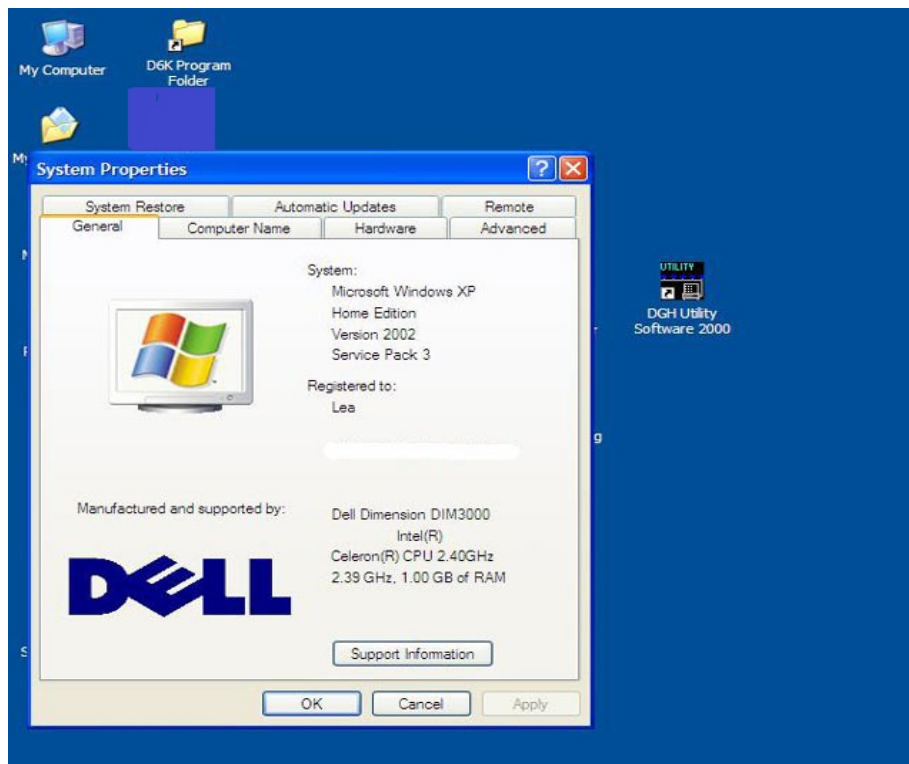 My Computer
D6K Program
Folder
My
System Properties
System Restore
Automatic Updates
Remote
General
Computer Name
Hardware
Advanced
System:
Microsoft Windows XP
Home Edition
Version 2002
Service Pack 3
Registered to:
Lea
UTILITY
DGH Utility
Software 2000
g
Manufactured and supported by:
DELL
Dell Dimension DIM3000
Intel(R)
Celeron(R) CPU 2.40GHz
2.39 GHz, 1.00 GB of RAM
Support Information
OK
Cancel
Apply